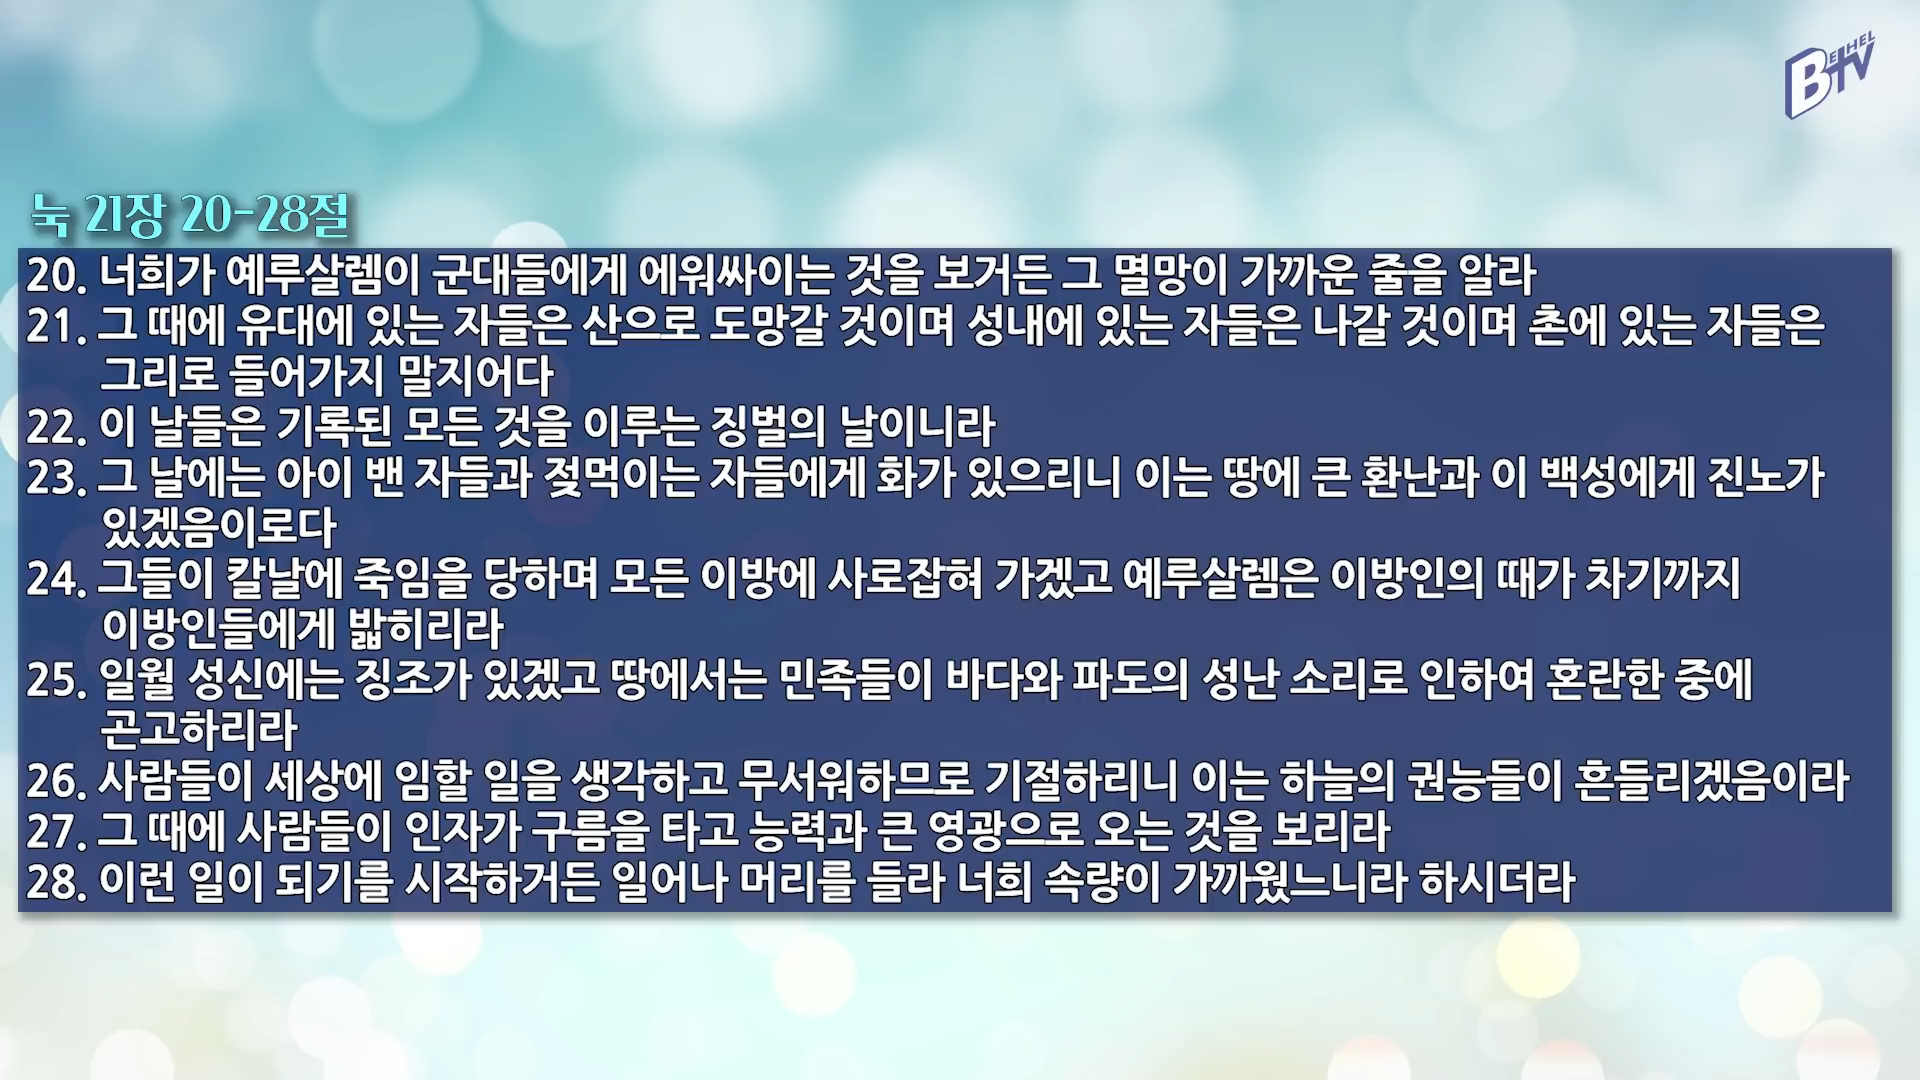 BETHEL TV
눅 21장 20-28절
20. 너희가 예루살렘이 군대들에게 에워싸이는 것을 보거든 그 멸망이 가까운 줄을 알라
21. 그 때에 유대에 있는 자들은 산으로 도망갈 것이며 성내에 있는 자들은 나갈 것이며 촌에 있는 자들은
그리로 들어가지 말지어다
22. 이 날들은 기록된 모든 것을 이루는 징벌의 날이니라
23. 그 날에는 아이 밴 자들과 젖먹이는 자들에게 화가 있으리니 이는 땅에 큰 환난과 이 백성에게 진노가
있겠음이로다
24. 그들이 칼날에 죽임을 당하며 모든 이방에 사로잡혀 가겠고 예루살렘은 이방인의 때가 차기까지
이방인들에게 밟히리라
25. 일월 성신에는 징조가 있겠고 땅에서는 민족들이 바다와 파도의 성난 소리로 인하여 혼란한 중에
곤고하리라
26. 사람들이 세상에 임할 일을 생각하고 무서워하므로 기절하리니 이는 하늘의 권능들이 흔들리겠음이라
27. 그 때에 사람들이 인자가 구름을 타고 능력과 큰 영광으로 오는 것을 보리라
28. 이런 일이 되기를 시작하거든 일어나 머리를 들라 너희 속량이 가까웠느니라 하시더라